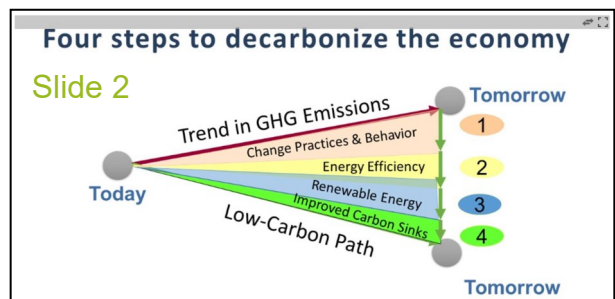 Four steps to decarbonize the economy
Slide 2
Tomorrow
Trend in GHG Emissions
1
Change Practices & Behavior
Energy Efficiency
2
Today
Renewable Energy
3
Improved Carbon Sinks
4
Low-Carbon Path
Tomorrow